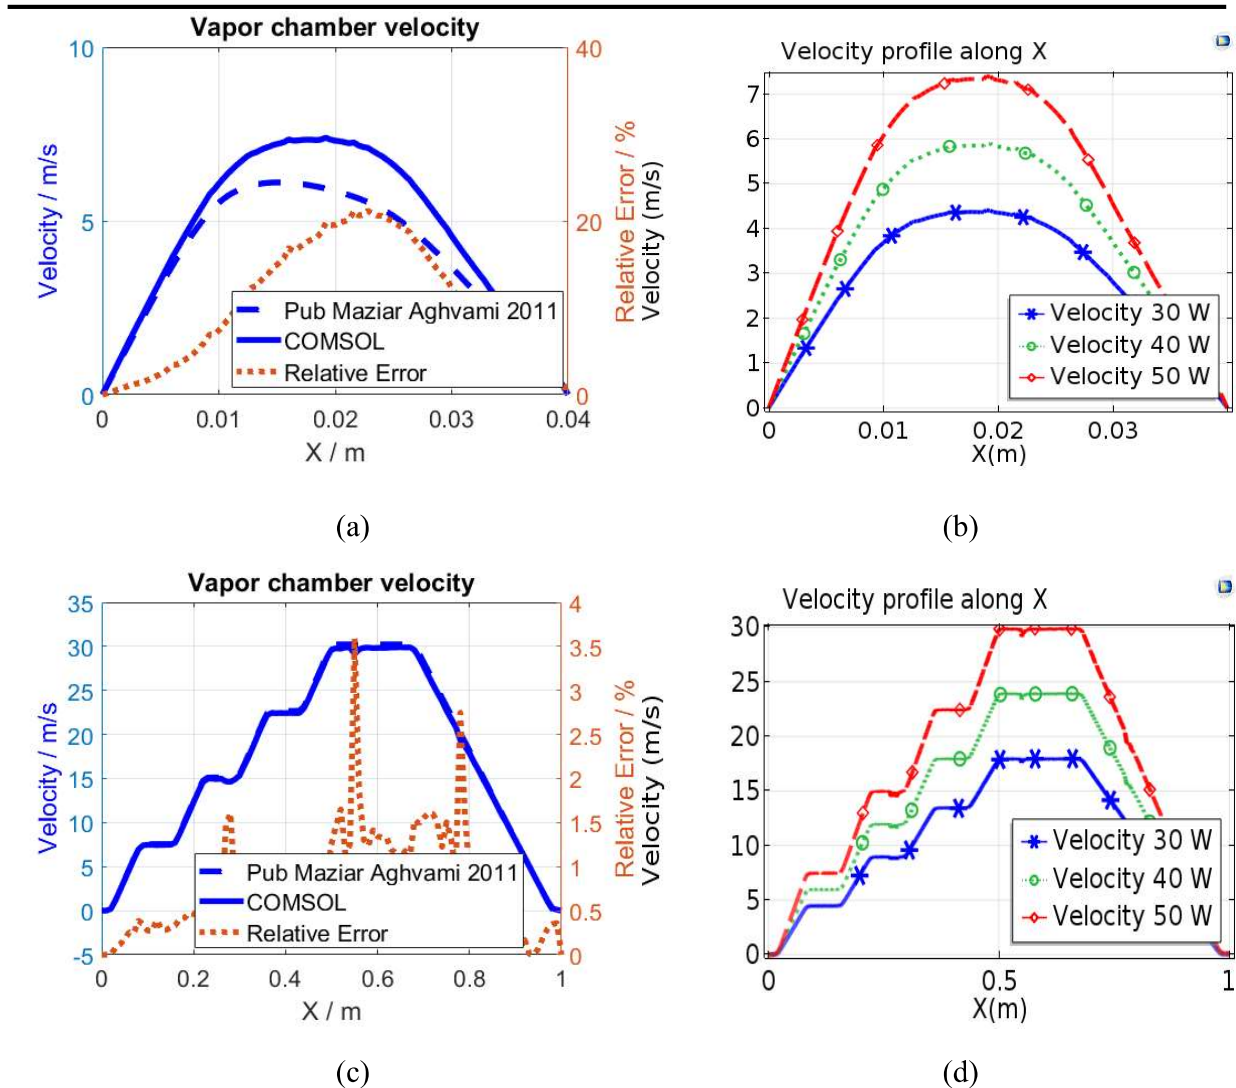 Vapor chamber velocity
10
5
0
Velocity / m/s
40
20
0
Relative Error / %
0
0.01
0.02
0.03
0.04
X / m
Pub Maziar Aghvami 2011
COMSOL
Relative Error
(a)
Velocity profile along X
Velocity (m/s)
7
6
5
4
3
2
1
0
0
0.01
0.02
0.03
X(m)
Velocity 30 W
Velocity 40 W
Velocity 50 W
(b)
Vapor chamber velocity
35
30
25
20
15
10
5
0
-5
Velocity / m/s
4
3.5
3
2.5
2
1.5
1
0.5
0
Relative Error / %
0
0.2
0.4
0.6
0.8
1
X / m
Pub Maziar Aghvami 2011
COMSOL
Relative Error
(c)
Velocity profile along X
Velocity (m/s)
30
25
20
15
10
5
0
0
0.5
1
X(m)
Velocity 30 W
Velocity 40 W
Velocity 50 W
(d)